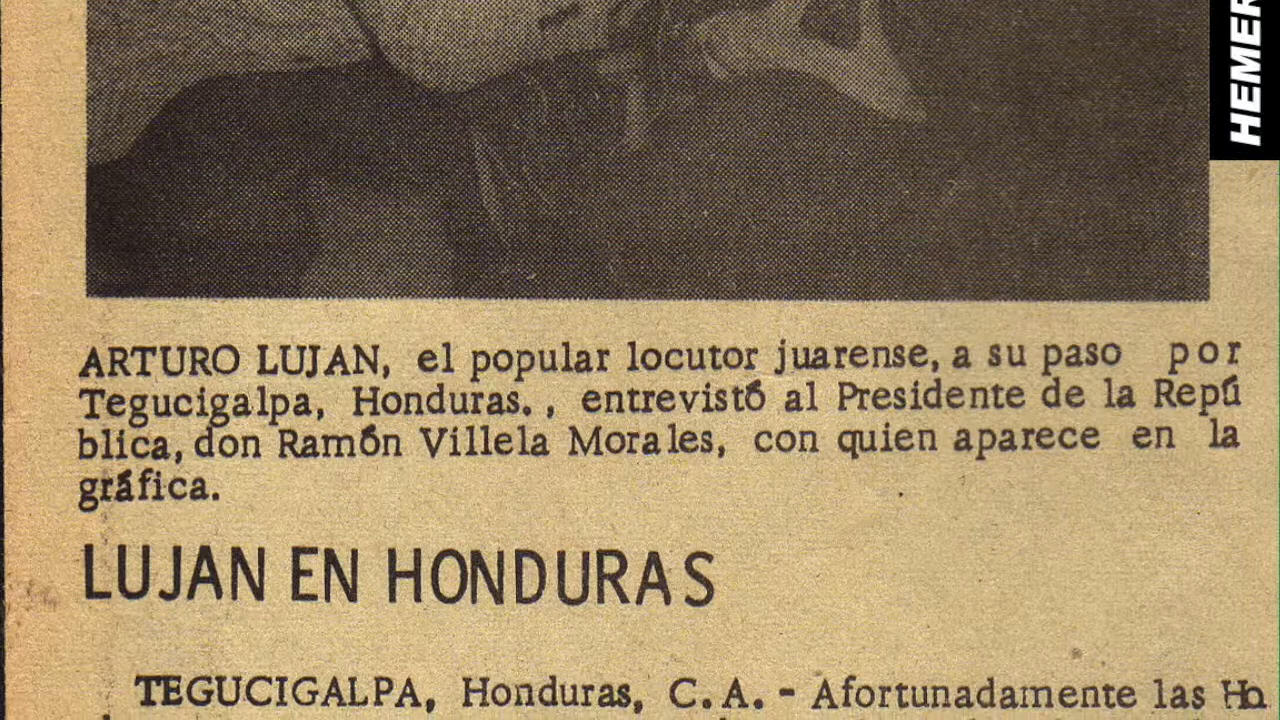 HEMER
ARTURO LUJAN, el popular locutor juarense, a su paso por
Tegucigalpa, Honduras., entrevistó al Presidente de la Repú
blica, don Ramón Villela Morales, con quien aparece en la
gráfica.
LUJAN EN HONDURAS
TEGUCIGALPA, Honduras, C.A. - Afortunadamente las Ho